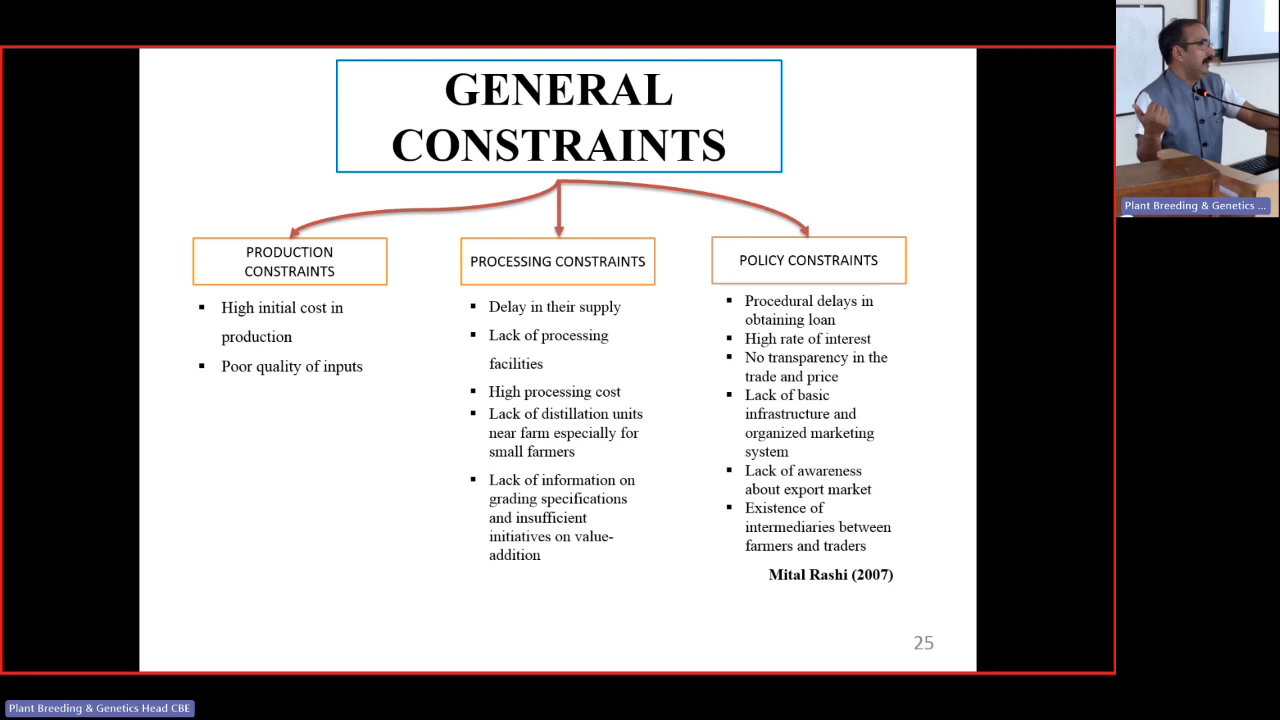 GENERAL
CONSTRAINTS
PRODUCTION
CONSTRAINTS
▪ High initial cost in
production
▪ Poor quality of inputs
PROCESSING CONSTRAINTS
▪ Delay in their supply
▪ Lack of processing
facilities
▪ High processing cost
▪ Lack of distillation units
near farm especially for
small farmers
▪ Lack of information on
grading specifications
and insufficient
initiatives on value-
addition
POLICY CONSTRAINTS
▪ Procedural delays in
obtaining loan
▪ High rate of interest
▪ No transparency in the
trade and price
▪ Lack of basic
infrastructure and
organized marketing
system
▪ Lack of awareness
about export market
▪ Existence of
intermediaries between
farmers and traders
Mital Rashi (2007)
25
Plant Breeding & Genetics ...
Plant Breeding & Genetics Head CBE